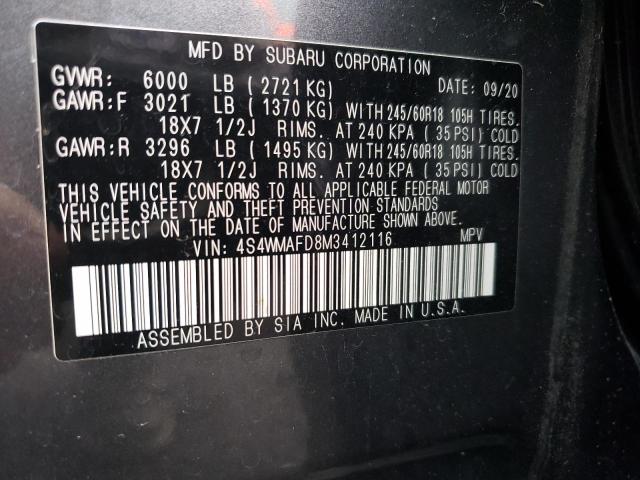 MFD BY SUBARU CORPORATION
GVWR: 6000 LB (2721 KG) DATE: 09/20
GAWR:F 3021 LB (1370 KG) WITH 245/60R18 105H TIRES.
18X7 1/2J RIMS. AT 240 KPA (35 PSI) COLD
GAWR:R 3296 LB (1495 KG) WITH 245/60R18 105H TIRES.
18X7 1/2J RIMS. AT 240 KPA (35 PSI) COLD
THIS VEHICLE CONFORMS TO ALL APPLICABLE FEDERAL MOTOR
VEHICLE SAFETY AND THEFT PREVENTION STANDARDS
IN EFFECT ON THE DATE OF MANUFACTURE SHOWN ABOVE.
VIN: 4S4WMAFD8M3412116 MPV
ASSEMBLED BY SIA INC. MADE IN U.S.A.